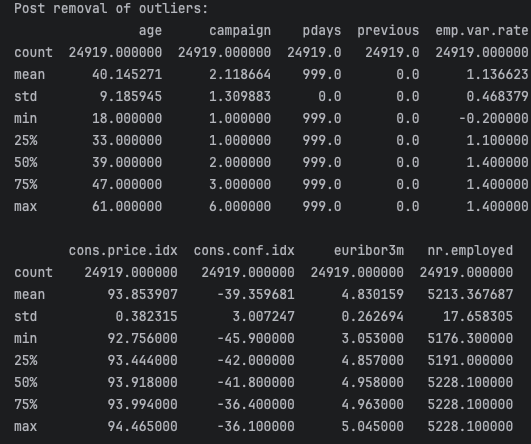 Post removal of outliers:
age campaign pdays previous emp.var.rate
count 24919.000000 24919.000000 24919.0 24919.0 24919.000000
mean 40.145271 2.118664 999.0 0.0 1.136623
std 9.185945 1.309883 0.0 0.0 0.468379
min 18.000000 1.000000 999.0 0.0 -0.200000
25% 33.000000 1.000000 999.0 0.0 1.100000
50% 39.000000 2.000000 999.0 0.0 1.400000
75% 47.000000 3.000000 999.0 0.0 1.400000
max 61.000000 6.000000 999.0 0.0 1.400000
cons.price.idx cons.conf.idx euribor3m nr.employed
count 24919.000000 24919.000000 24919.000000 24919.000000
mean 93.853907 -39.359681 4.830159 5213.367687
std 0.382315 3.007247 0.262694 17.658305
min 92.756000 -45.900000 3.053000 5176.300000
25% 93.444000 -42.000000 4.857000 5191.000000
50% 93.918000 -41.800000 4.958000 5228.100000
75% 93.994000 -36.400000 4.963000 5228.100000
max 94.465000 -36.100000 5.045000 5228.100000